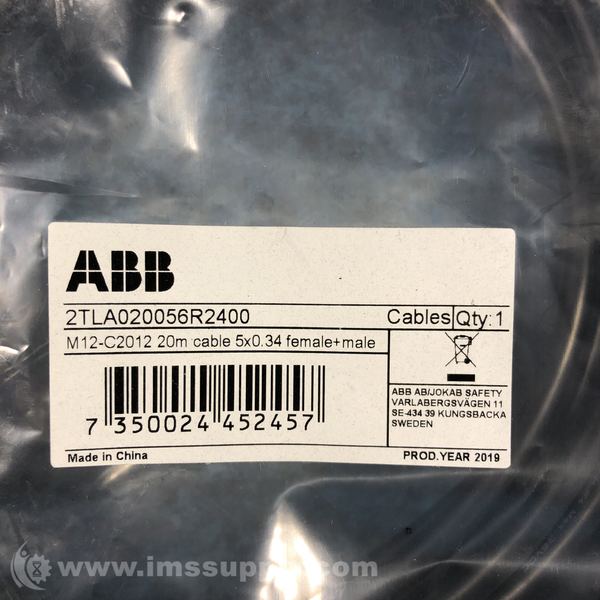 ABB
2TLA020056R2400 Cables Qty:1
M12-C2012 20m cable 5x0.34 female+male
7 350024 452457
ABB AB/JOKAB SAFETY
VARLABERGSVÄGEN 11
SE-434 39 KUNGSBACKA
SWEDEN
Made in China
PROD.YEAR 2019
www.imssupply.com